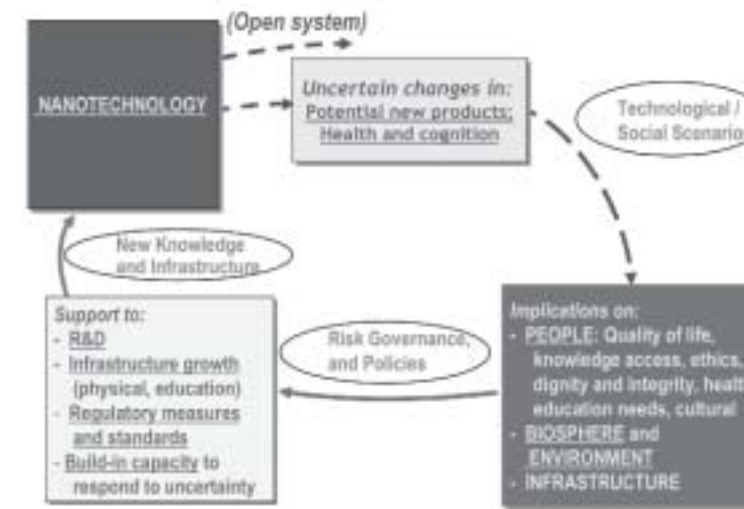 (Open system)
NANOTECHNOLOGY
Uncertain changes in:
Potential new products;
Health and cognition
Technological /
Social Scenario
New Knowledge
and Infrastructure
Support to:
- R&D
- Infrastructure growth
(physical, education)
- Regulatory measures
and standards
- Build-in capacity to
respond to uncertainty
Risk Governance,
and Policies
Implications on:
- PEOPLE: Quality of life,
knowledge access, ethics,
dignity and integrity, healt
education needs, cultural
- BIOSPHERE and
ENVIRONMENT
- INFRASTRUCTURE